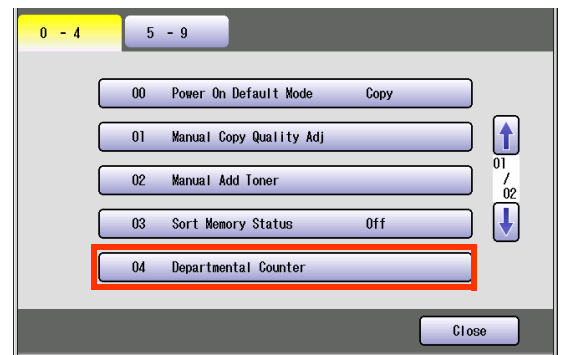 0 - 4    5 - 9
00 Power On Default Mode Copy
01 Manual Copy Quality Adj
02 Manual Add Toner
03 Sort Memory Status Off
04 Departmental Counter
01
/
02
Close